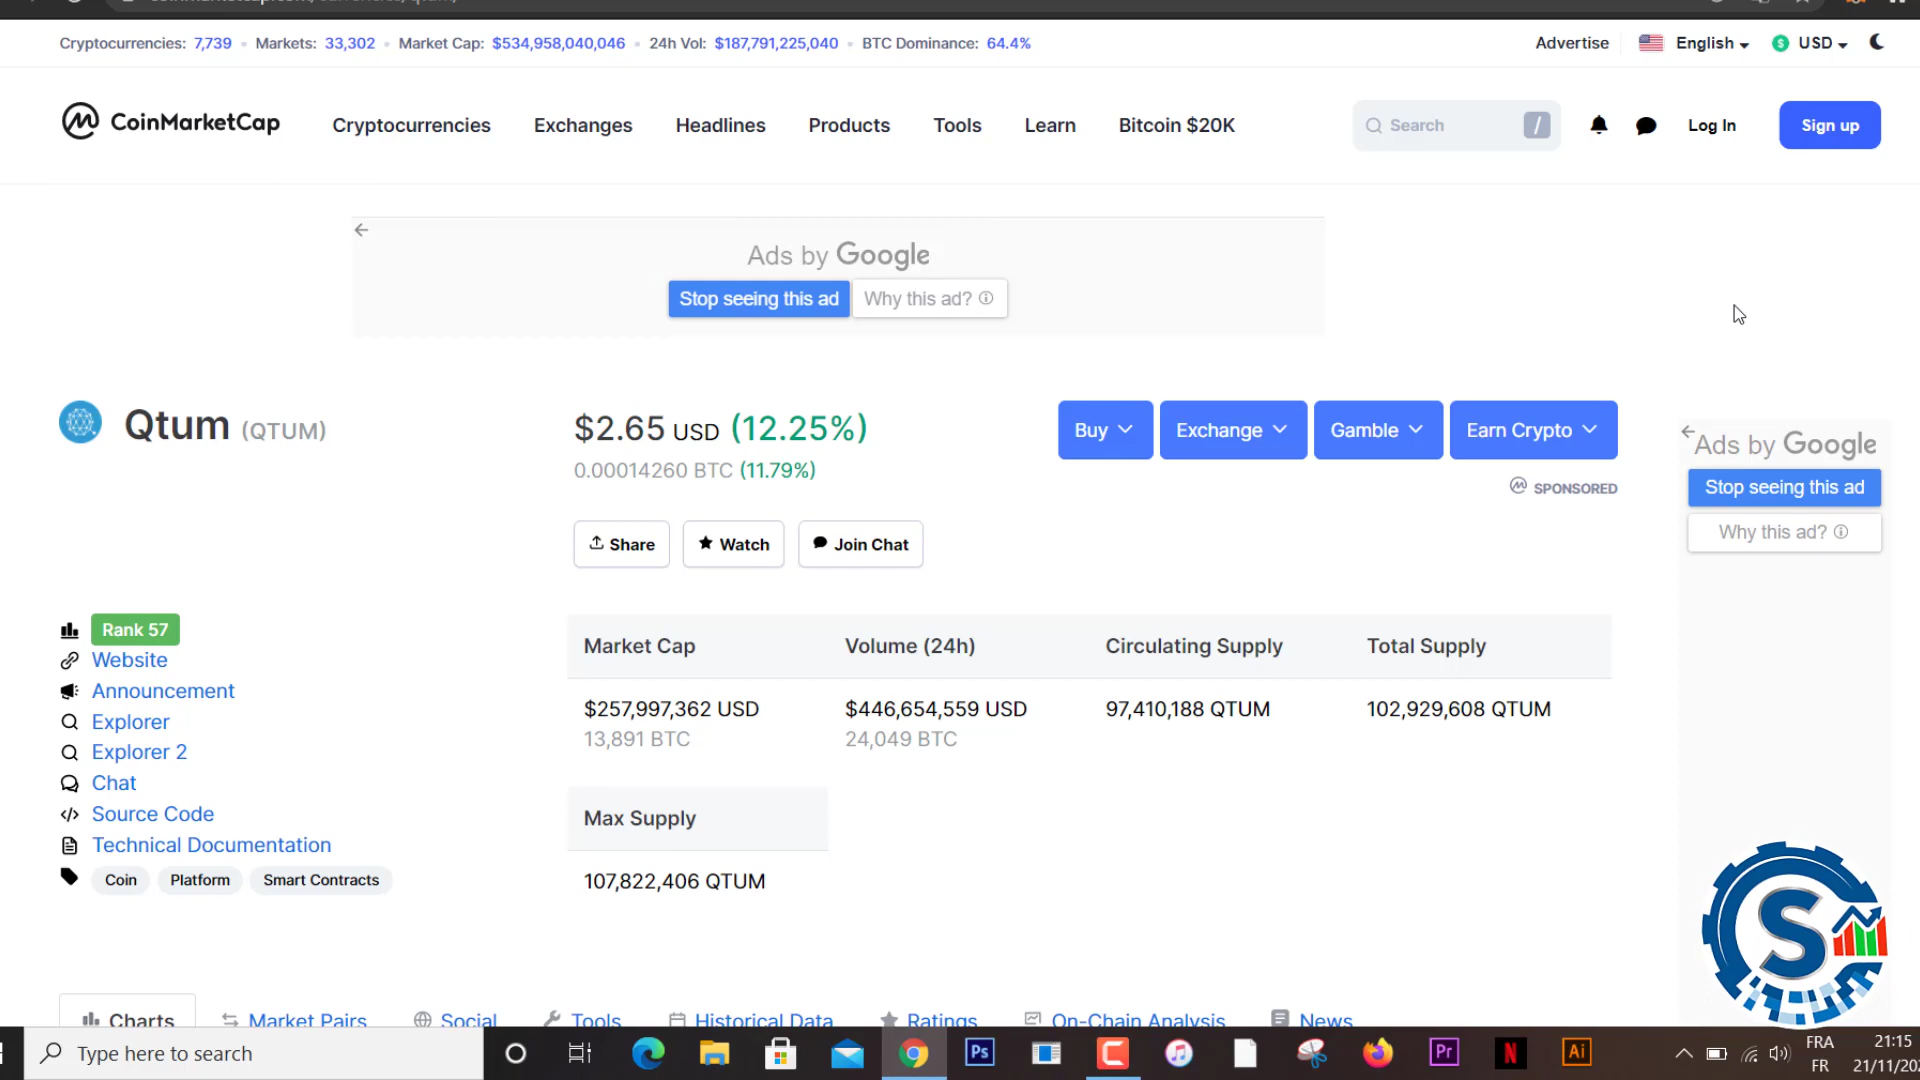 Cryptocurrencies: 7,739 • Markets: 33,302 • Market Cap: $534,958,040,046 • 24h Vol: $187,791,225,040 • BTC Dominance: 64.4% Advertise English USD
CoinMarketCap Cryptocurrencies Exchanges Headlines Products Tools Learn Bitcoin $20K Search / Log In Sign up
Ads by Google
Stop seeing this ad Why this ad?
Qtum (QTUM) $2.65 USD (12.25%) Buy Exchange Gamble Earn Crypto
0.00014260 BTC (11.79%)
SPONSORED
Ads by Google
Stop seeing this ad
Why this ad?
Share Watch Join Chat
Rank 57
Website
Announcement
Explorer
Explorer 2
Chat
Source Code
Technical Documentation
Coin Platform Smart Contracts
Market Cap Volume (24h) Circulating Supply Total Supply
$257,997,362 USD $446,654,559 USD 97,410,188 QTUM 102,929,608 QTUM
13,891 BTC 24,049 BTC
Max Supply
107,822,406 QTUM
S
Charts Market Pairs Social Tools Historical Data Ratings On-Chain Analysis News
Type here to search Ps Pr N Ai FRA 21:15
FR 21/11/20